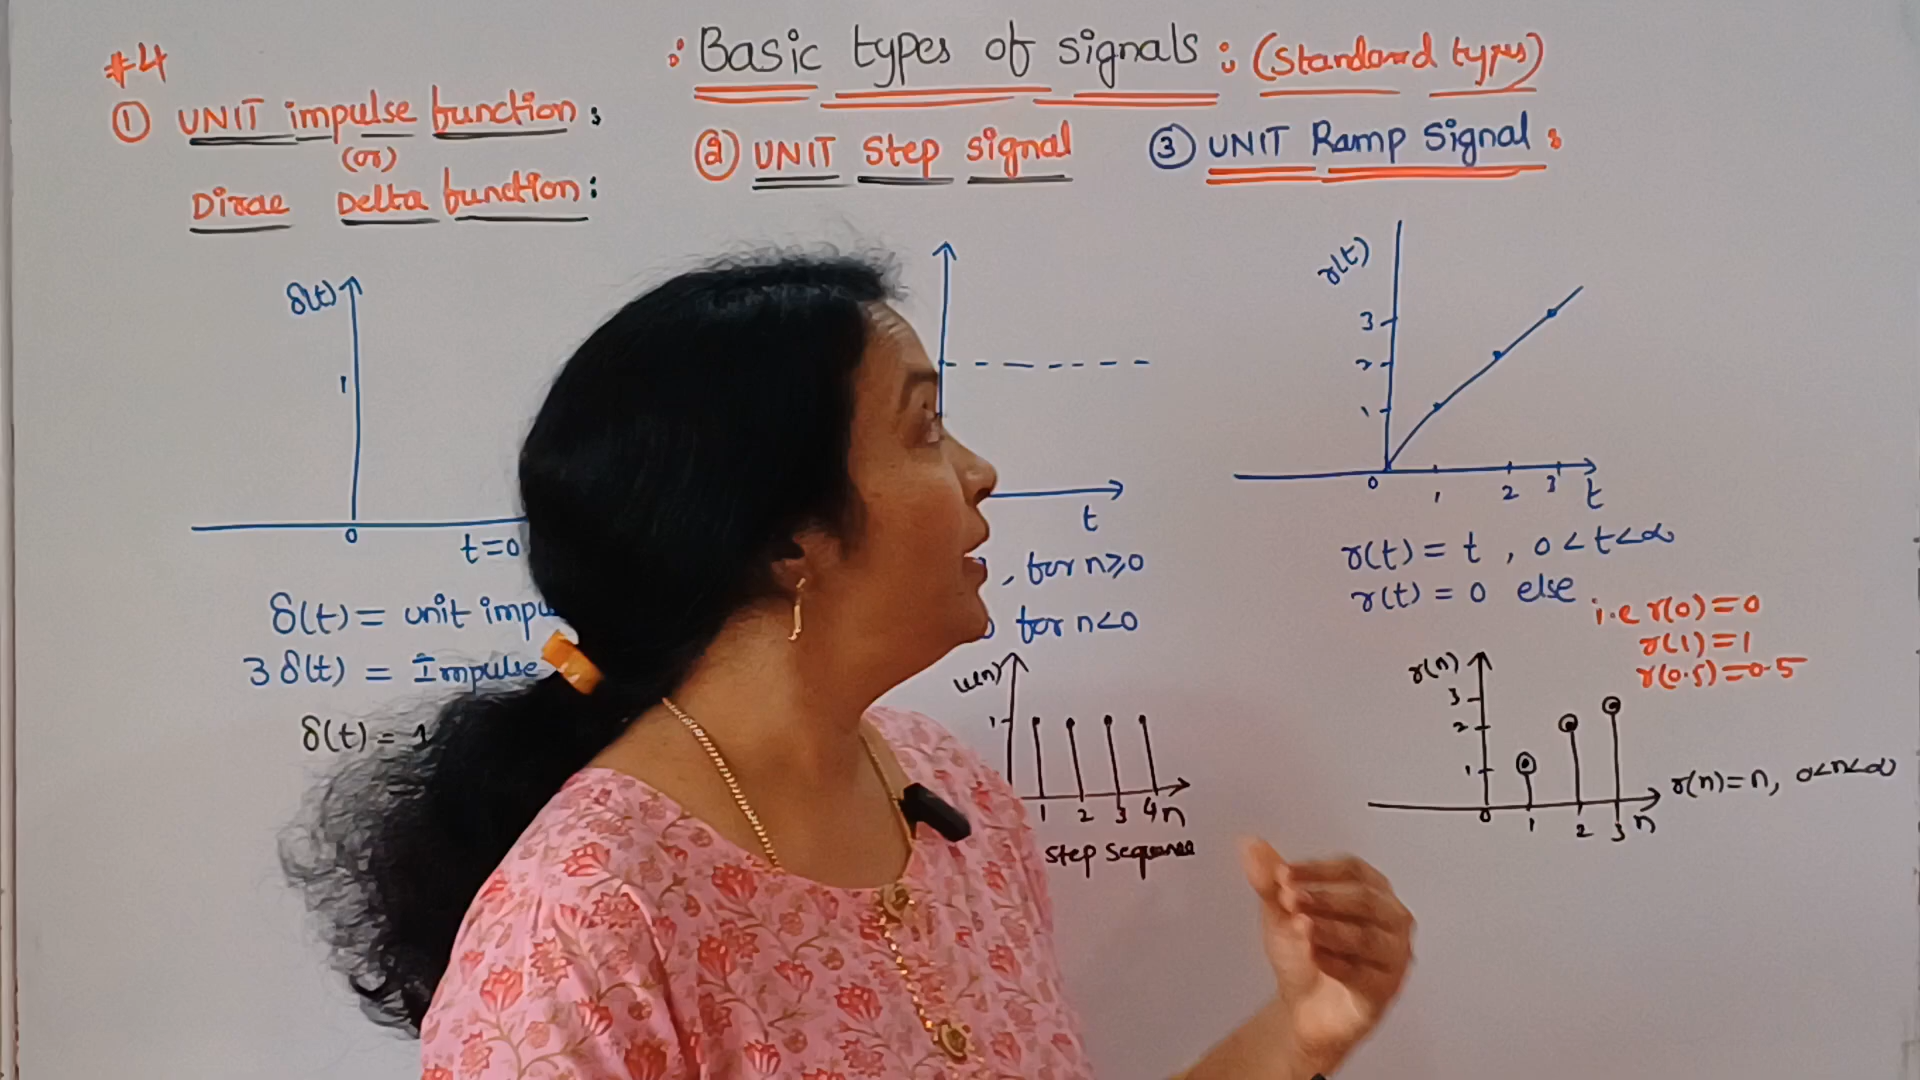 #4
: Basic types of signals : (Standard types)
① UNIT impulse function :
(or)
Dirac Delta function :
② UNIT Step signal
③ UNIT Ramp Signal :
δ(t)
1
0
t=0
δ(t) = unit
3 δ(t) = Impulse
δ(t) = 1
t
, for n≥0
for n<0
u(n)
1
1 2 3 4 n
Step Sequence
r(t)
3
2
1
0 1 2 3 t
r(t) = t , 0 < t < ∞
r(t) = 0 else
i.e r(0) = 0
r(1) = 1
r(0.5) = 0.5
r(n)
3
2
1
0 1 2 3 n
r(n) = n, 0<n<∞